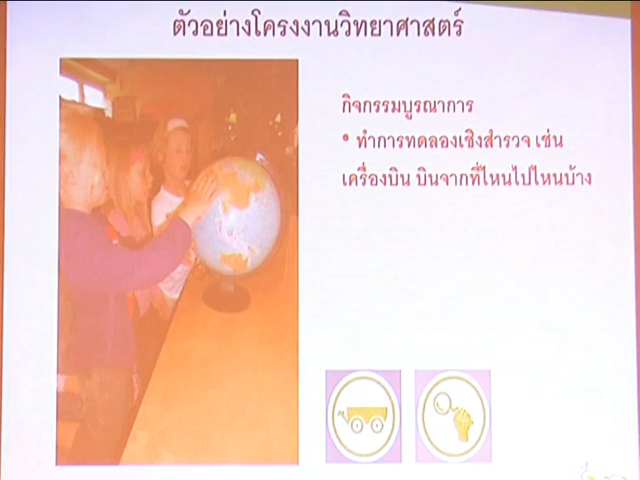 ตัวอย่างโครงงานวิทยาศาสตร์
กิจกรรมบูรณาการ
• ทำการทดลองเชิงสำรวจ เช่น
เครื่องบิน บินจากที่ไหนไปไหนบ้าง